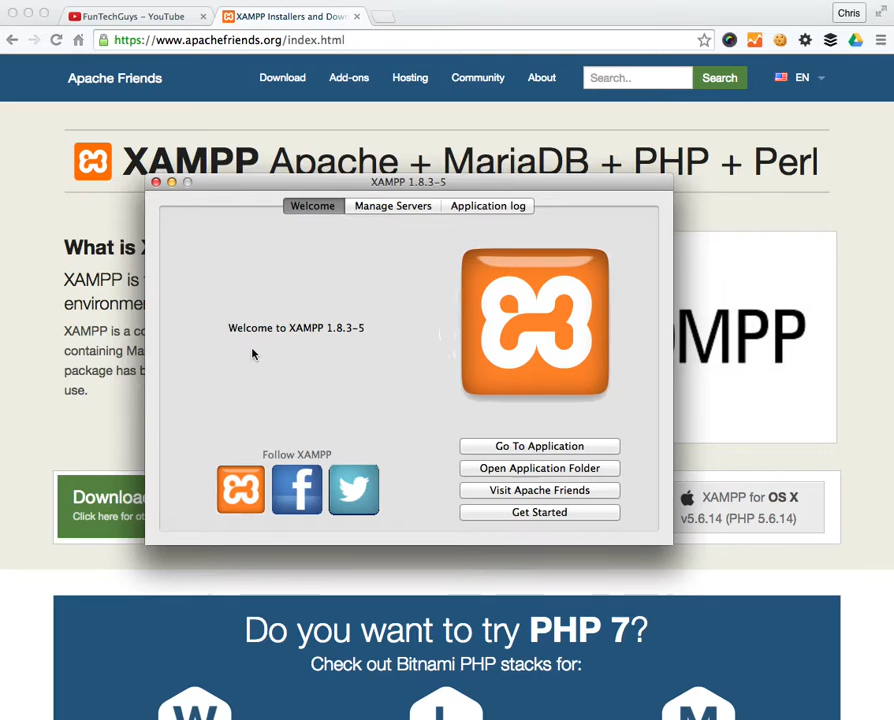 FunTechGuys – YouTube
XAMPP Installers and Down
Chris
https://www.apachefriends.org/index.html
Apache Friends
Download
Add-ons
Hosting
Community
About
Search..
Search
EN
XAMPP Apache + MariaDB + PHP + Perl
XAMPP 1.8.3-5
Welcome
Manage Servers
Application log
What is
XAMPP is
environme
XAMPP is a co
containing Ma
package has b
use.
MPP
Welcome to XAMPP 1.8.3-5
Follow XAMPP
Go To Application
Open Application Folder
Visit Apache Friends
Get Started
Download
Click here for ot
XAMPP for OS X
v5.6.14 (PHP 5.6.14)
Do you want to try PHP 7?
Check out Bitnami PHP stacks for:
W
L
M